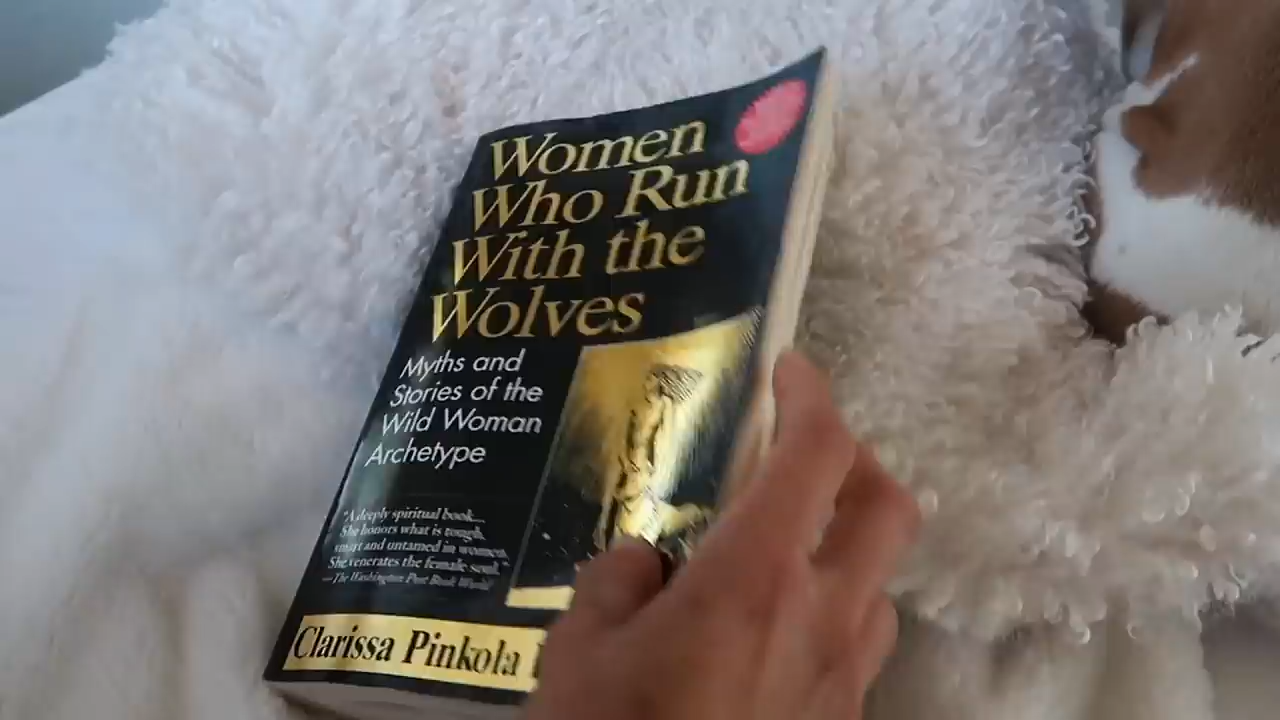 Women
Who Run
With the
Wolves
Myths and
Stories of the
Wild Woman
Archetype
"A deeply spiritual book...
She honors what is tough,
smart and untamed in women.
She venerates the female soul."
—The Washington Post Book World
Clarissa Pinkola